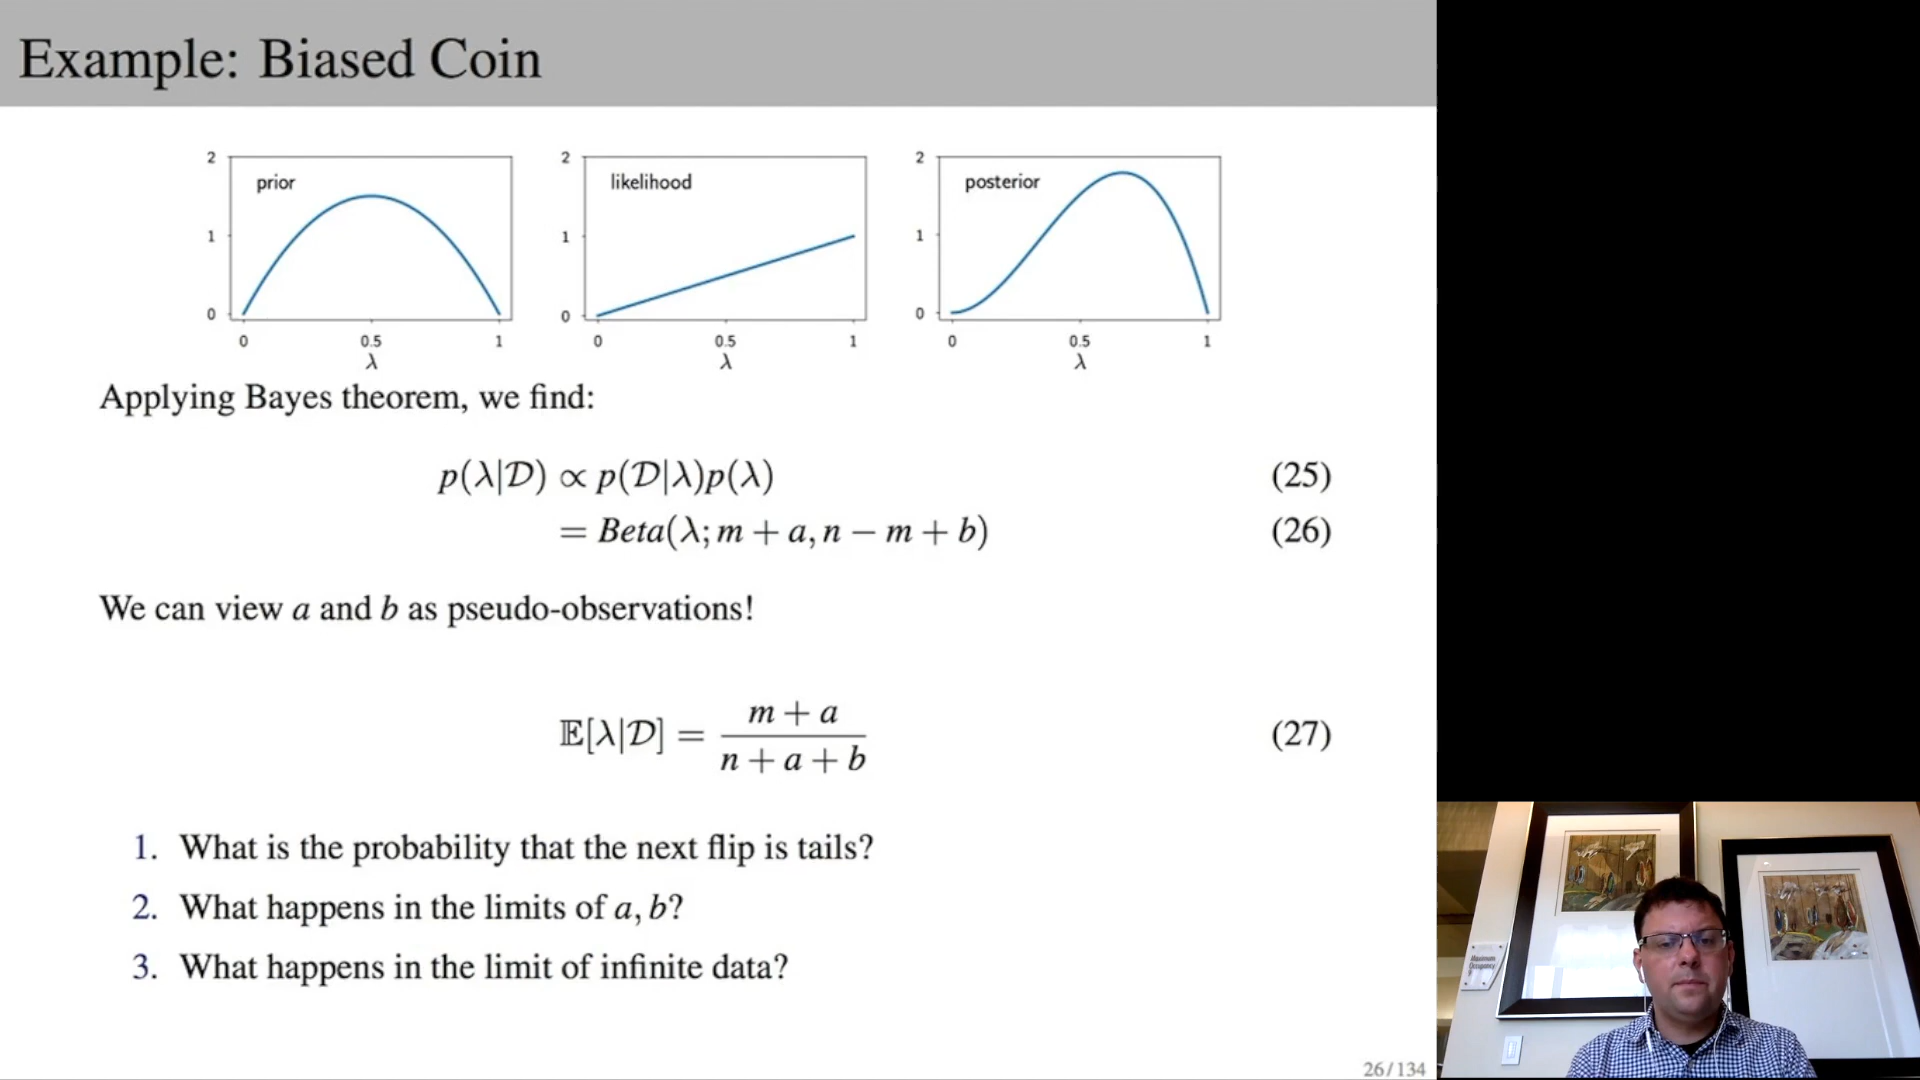 Example: Biased Coin
2
1
0
prior
0 0.5 1
λ
2
1
0
likelihood
0 0.5 1
λ
2
1
0
posterior
0 0.5 1
λ
Applying Bayes theorem, we find:
p(λ|𝒟) ∝ p(𝒟|λ)p(λ) (25)
= Beta(λ; m + a, n − m + b) (26)
We can view a and b as pseudo-observations!
𝔼[λ|𝒟] = \frac{m + a}{n + a + b} (27)
1. What is the probability that the next flip is tails?
2. What happens in the limits of a, b?
3. What happens in the limit of infinite data?
26/134
Maximum
Occupancy